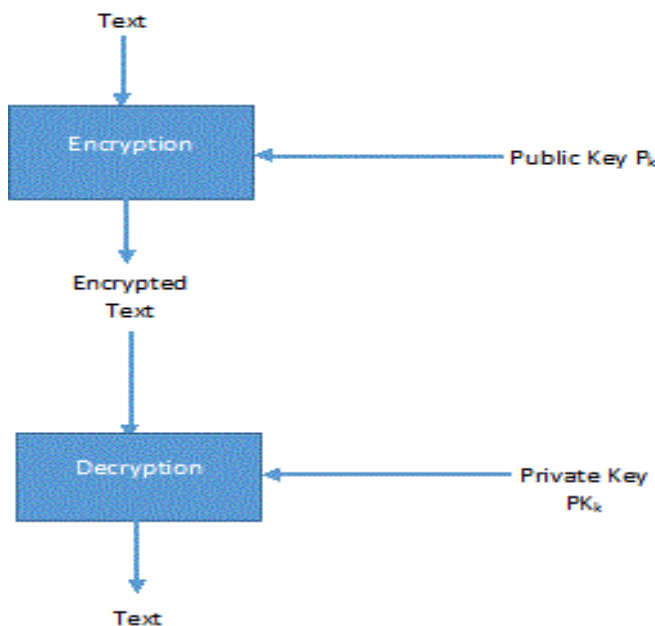 Text
Encryption
Public Key Pₖ
Encrypted
Text
Decryption
Private Key
PKₖ
Text